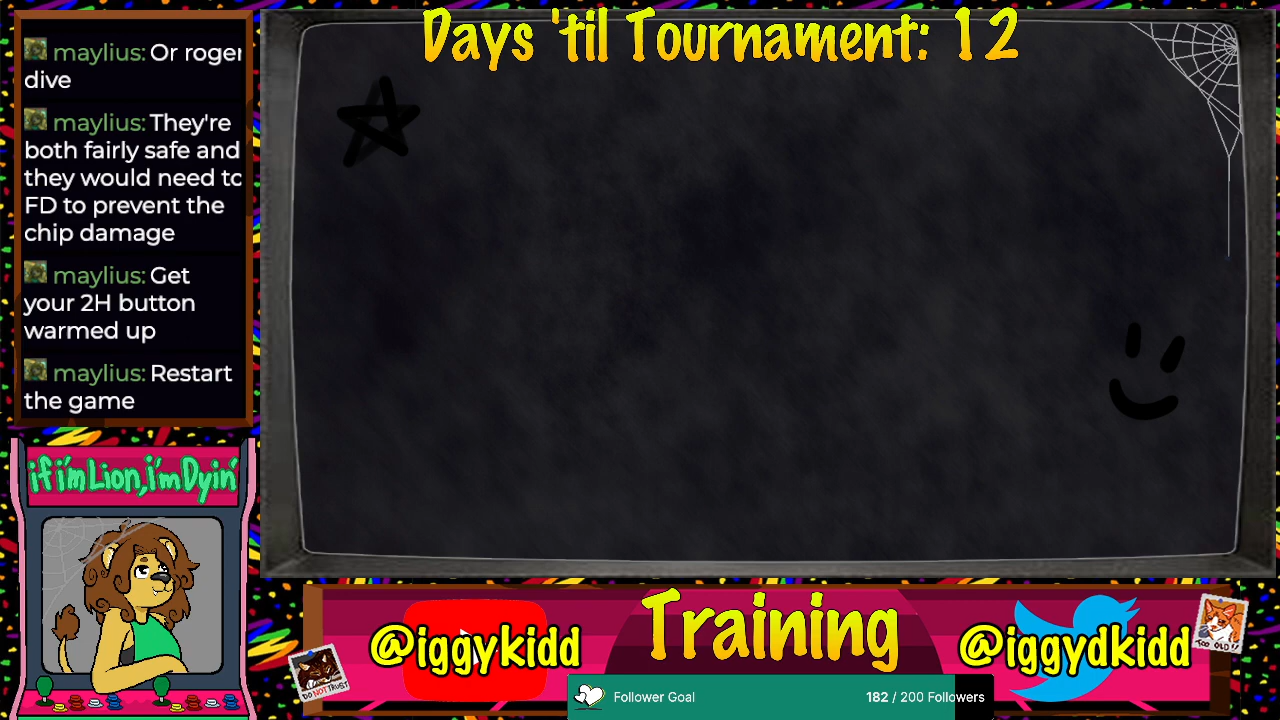 Days 'til Tournament: 12
maylius: Or roger
dive
maylius: They're
both fairly safe and
they would need to
FD to prevent the
chip damage
maylius: Get
your 2H button
warmed up
maylius: Restart
the game
if i'm Lion, i'm Dyin'
@iggykidd
Training
@iggydkidd
DO NOT TRUST
TOO OLD!!
Follower Goal
182 / 200 Followers